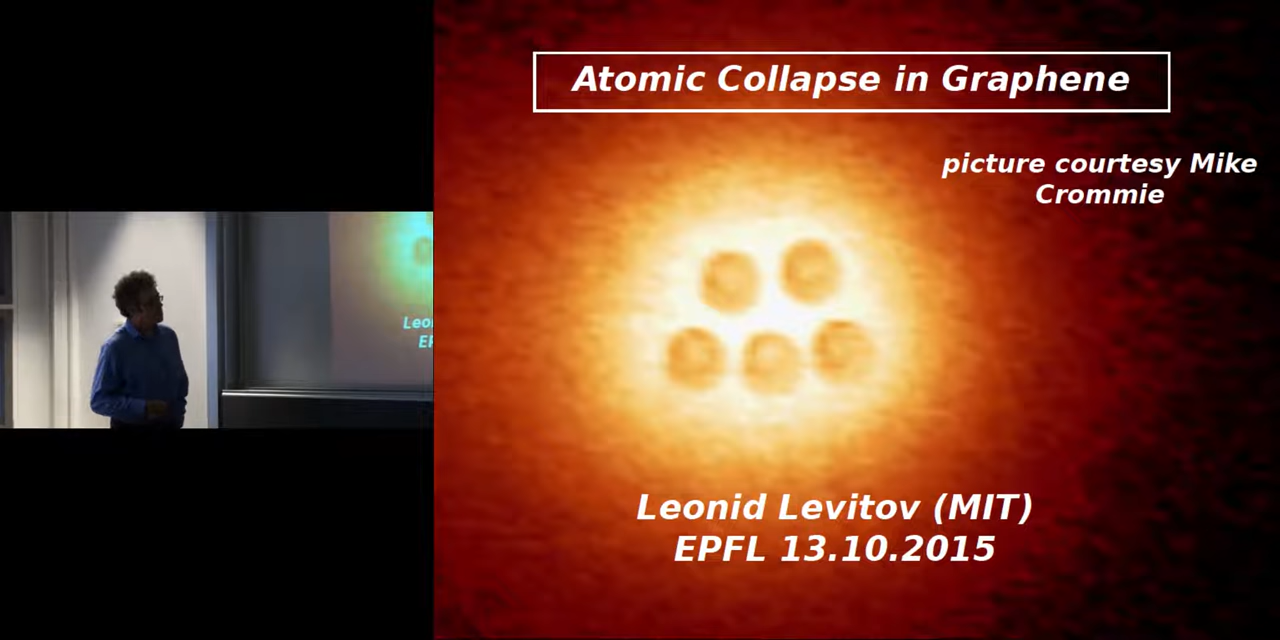 Atomic Collapse in Graphene
picture courtesy Mike
Crommie
Leonid Levitov (MIT)
EPFL 13.10.2015